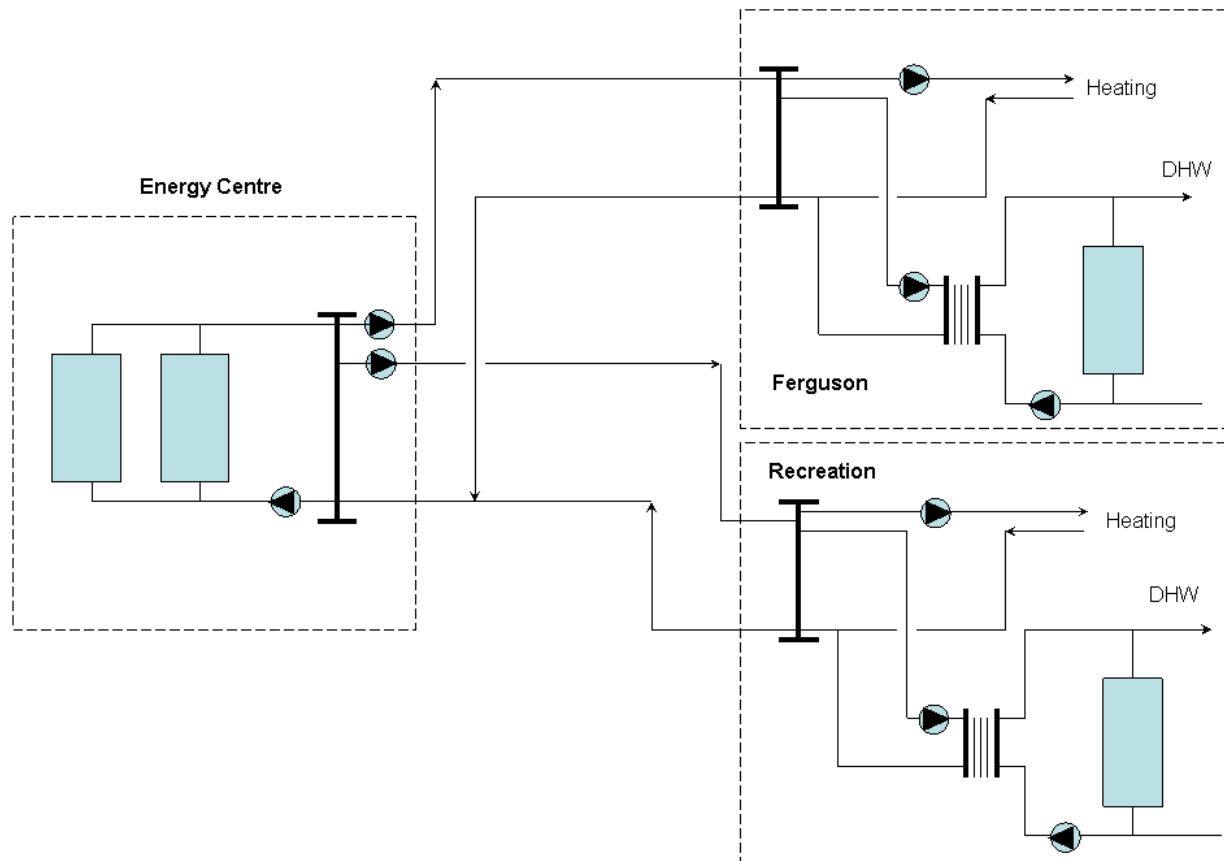 Energy Centre
Heating
DHW
Ferguson
Recreation
Heating
DHW